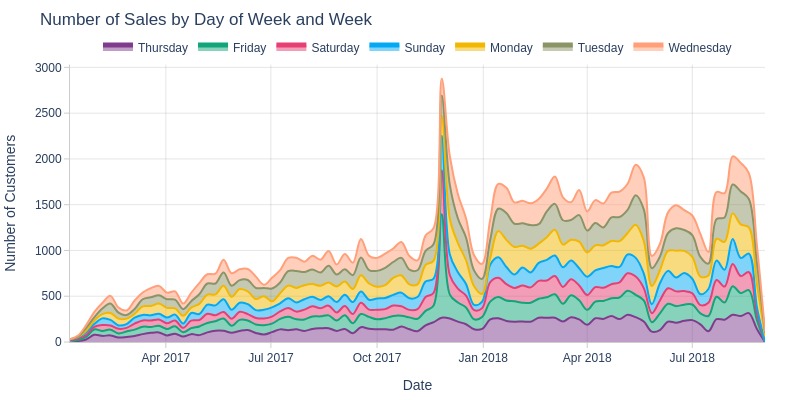 Number of Sales by Day of Week and Week
Thursday Friday Saturday Sunday Monday Tuesday Wednesday
3000
2500
2000
1500
1000
500
0
Number of Customers
Apr 2017 Jul 2017 Oct 2017 Jan 2018 Apr 2018 Jul 2018
Date